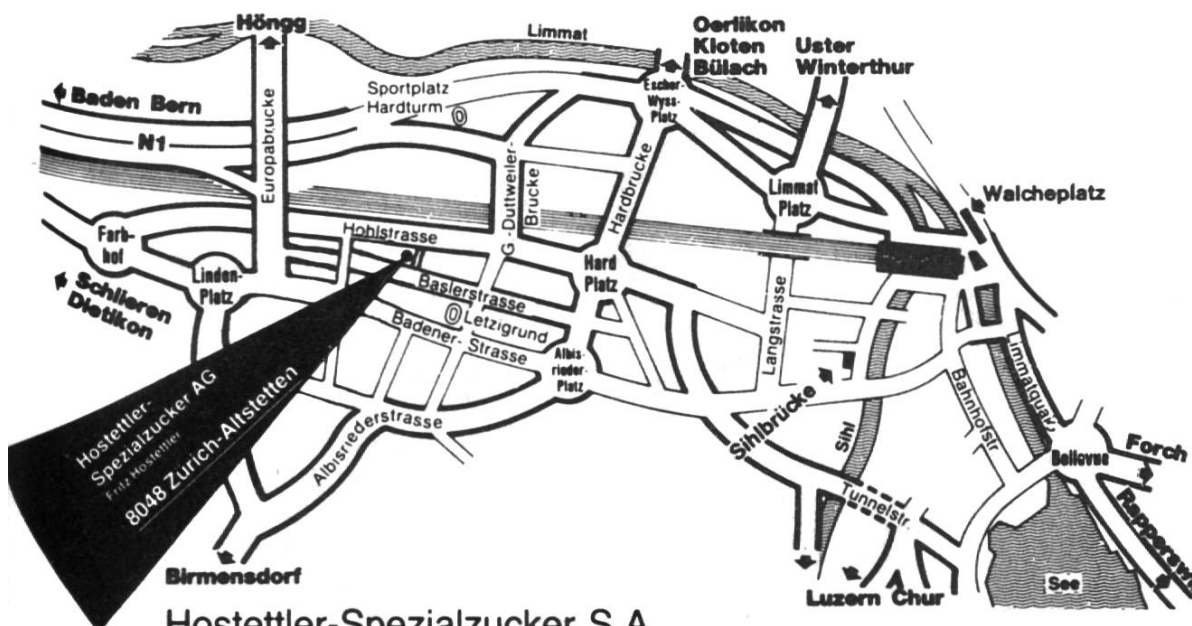 Höngg
Limmat
Oerlikon
Kloten
Bülach
Uster
Winterthur
Baden Bern
N1
Sportplatz
Hardturm
Escher-
Wyss-
Platz
Europabrücke
G.-Duttweiler-
Brücke
Hardbrücke
Limmat
Platz
Walcheplatz
Farb-
hof
Hohlstrasse
Linden-
Platz
Hard
Platz
Schlieren
Dietikon
Baslerstrasse
Letzigrund
Badener-Strasse
Albis-
rieder-
Platz
Langstrasse
Sihlbrücke
Limmatquai
Bahnhofstr.
Sihl
Albisriederstrasse
Bellevue
Forch
Tunnelstr.
Hostettler-
Spezialzucker AG
Fritz Hostettler
8048 Zürich-Altstetten
Birmensdorf
Luzern Chur
See
Hostettler-Spezialzucker S.A.